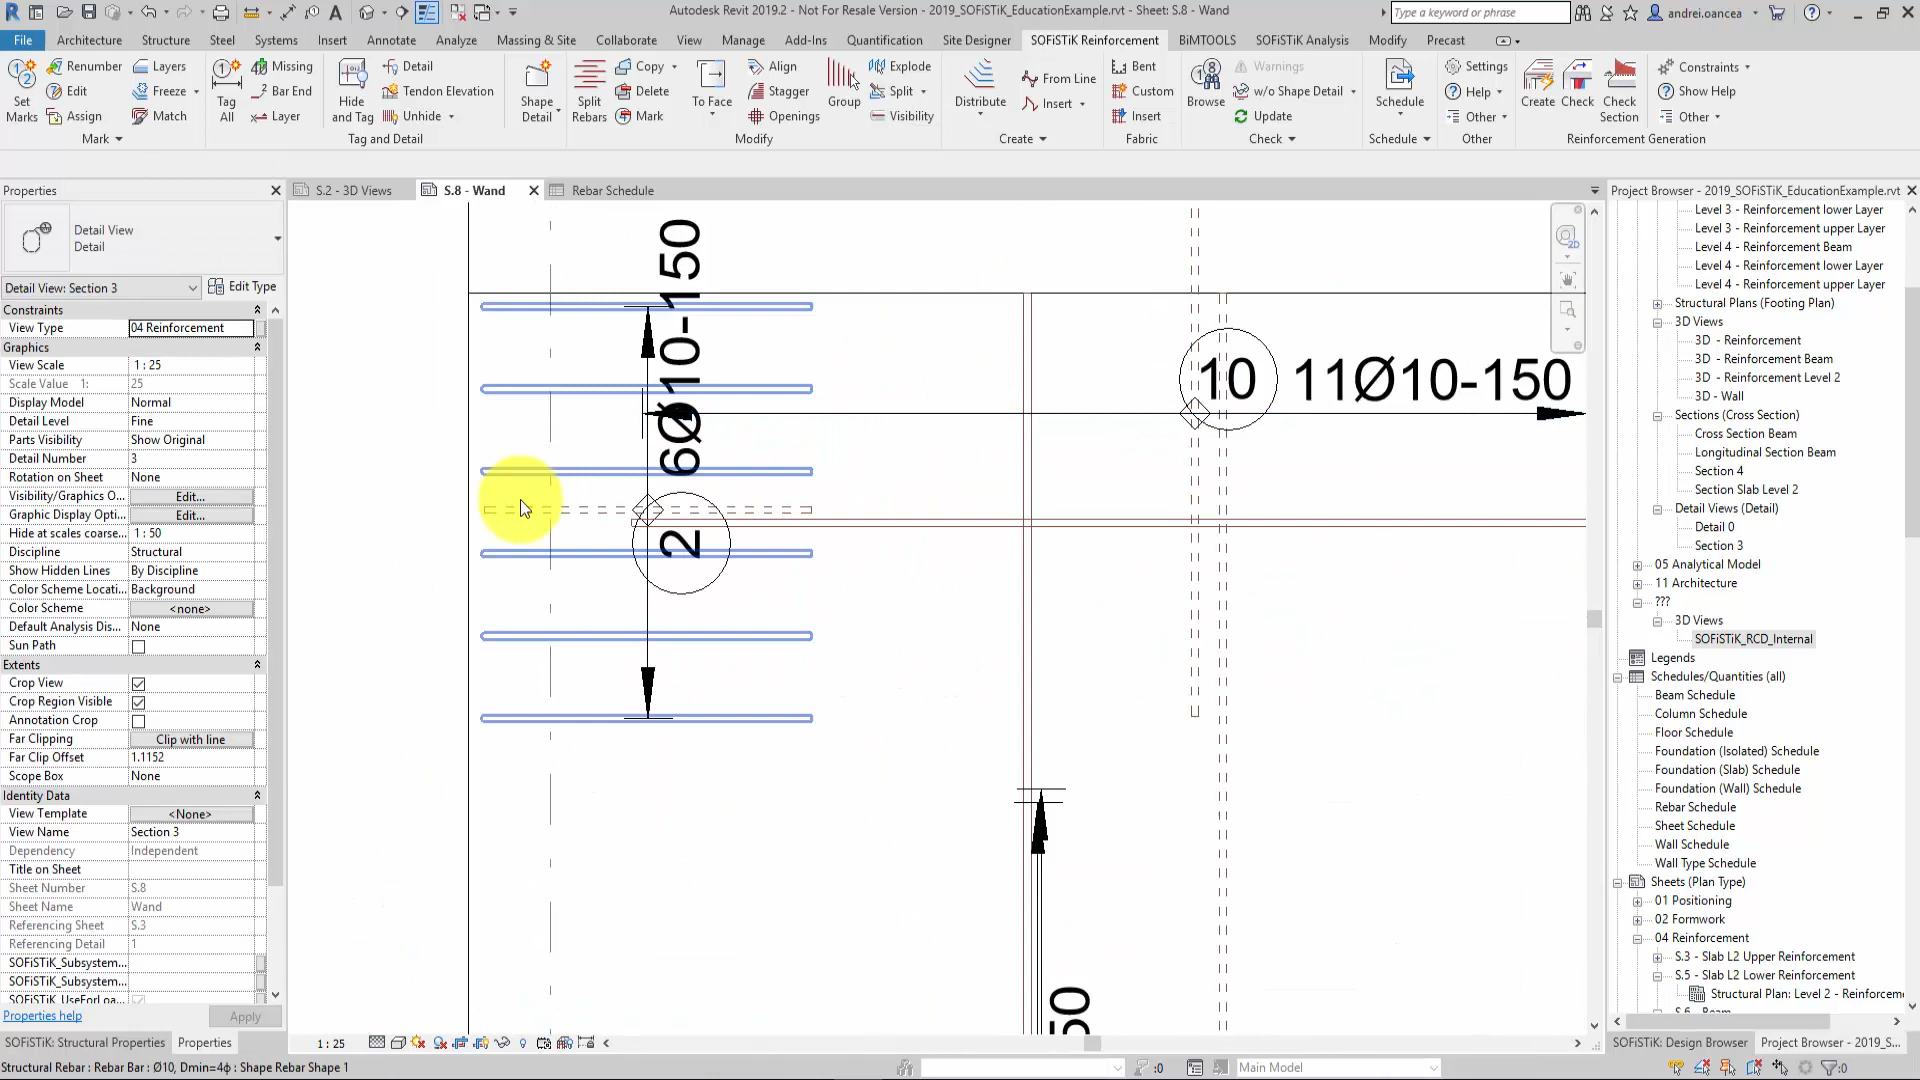 Autodesk Revit 2019.2 - Not For Resale Version - 2019_SOFiSTiK_EducationExample.rvt - Sheet: S.8 - Wand
Type a keyword or phrase
andrei.oancea
File Architecture Structure Steel Systems Insert Annotate Analyze Massing & Site Collaborate View Manage Add-Ins Quantification Site Designer SOFiSTiK Reinforcement BiMTOOLS SOFiSTiK Analysis Modify Precast
Set Marks
Renumber
Edit
Assign
Layers
Freeze
Match
Mark
Tag All
Missing
Bar End
Layer
Hide and Tag
Detail
Tendon Elevation
Unhide
Tag and Detail
Shape Detail
Split Rebars
Copy
Delete
Mark
To Face
Align
Stagger
Openings
Group
Explode
Split
Visibility
Modify
Distribute
From Line
Insert
Create
Bent
Custom
Insert
Fabric
Browse
Warnings
w/o Shape Detail
Update
Check
Schedule
Schedule
Settings
Help
Other
Other
Create
Check
Check Section
Constraints
Show Help
Other
Reinforcement Generation
Properties
Detail View
Detail
Detail View: Section 3
Edit Type
Constraints
View Type 04 Reinforcement
Graphics
View Scale 1 : 25
Scale Value 1: 25
Display Model Normal
Detail Level Fine
Parts Visibility Show Original
Detail Number 3
Rotation on Sheet None
Visibility/Graphics O... Edit...
Graphic Display Opti... Edit...
Hide at scales coarse... 1 : 50
Discipline Structural
Show Hidden Lines By Discipline
Color Scheme Locati... Background
Color Scheme <none>
Default Analysis Dis... None
Sun Path
Extents
Crop View
Crop Region Visible
Annotation Crop
Far Clipping Clip with line
Far Clip Offset 1.1152
Scope Box None
Identity Data
View Template <None>
View Name Section 3
Dependency Independent
Title on Sheet
Sheet Number S.8
Sheet Name Wand
Referencing Sheet S.3
Referencing Detail 1
SOFiSTiK_Subsystem...
SOFiSTiK_Subsystem...
SOFiSTiK_UseForLoa...
Properties help
Apply
SOFiSTiK: Structural Properties
Properties
S.2 - 3D Views
S.8 - Wand
Rebar Schedule
2 6Ø10-150
10 11Ø10-150
50
2D
1 : 25
Project Browser - 2019_SOFiSTiK_EducationExample.rvt
Level 3 - Reinforcement lower Layer
Level 3 - Reinforcement upper Layer
Level 4 - Reinforcement Beam
Level 4 - Reinforcement lower Layer
Level 4 - Reinforcement upper Layer
Structural Plans (Footing Plan)
3D Views
3D - Reinforcement
3D - Reinforcement Beam
3D - Reinforcement Level 2
3D - Wall
Sections (Cross Section)
Cross Section Beam
Longitudinal Section Beam
Section 4
Section Slab Level 2
Detail Views (Detail)
Detail 0
Section 3
05 Analytical Model
11 Architecture
???
3D Views
SOFiSTiK_RCD_Internal
Legends
Schedules/Quantities (all)
Beam Schedule
Column Schedule
Floor Schedule
Foundation (Isolated) Schedule
Foundation (Slab) Schedule
Foundation (Wall) Schedule
Rebar Schedule
Sheet Schedule
Wall Schedule
Wall Type Schedule
Sheets (Plan Type)
01 Positioning
02 Formwork
04 Reinforcement
S.3 - Slab L2 Upper Reinforcement
S.5 - Slab L2 Lower Reinforcement
Structural Plan: Level 2 - Reinforcem
SOFiSTiK: Design Browser
Project Browser - 2019_S...
Structural Rebar : Rebar Bar : Ø10, Dmin=4ϕ : Shape Rebar Shape 1
:0
Main Model
:0